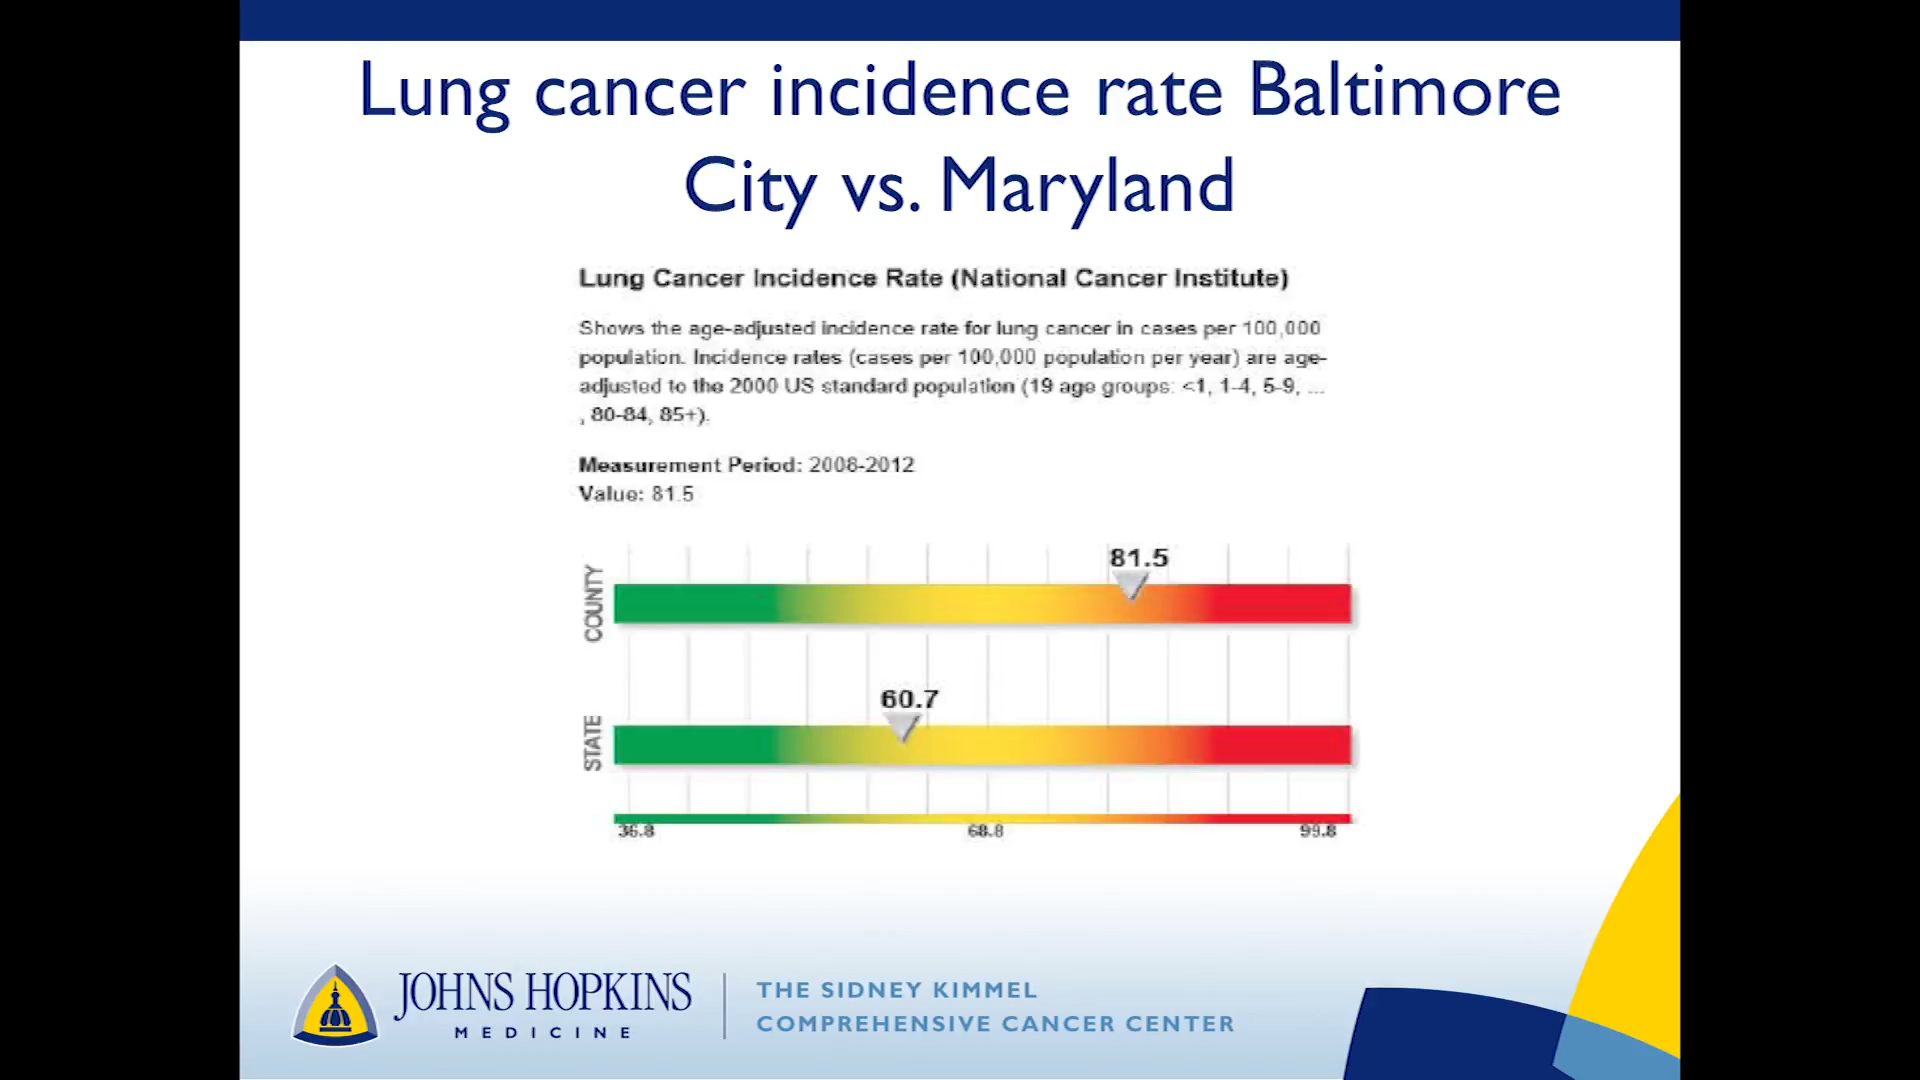 Lung cancer incidence rate Baltimore
City vs. Maryland
Lung Cancer Incidence Rate (National Cancer Institute)
Shows the age-adjusted incidence rate for lung cancer in cases per 100,000
population. Incidence rates (cases per 100,000 population per year) are age-
adjusted to the 2000 US standard population (19 age groups: <1, 1-4, 5-9, ...
, 80-84, 85+).
Measurement Period: 2008-2012
Value: 81.5
81.5
COUNTY
60.7
STATE
36.8 68.8 99.8
JOHNS HOPKINS
MEDICINE
THE SIDNEY KIMMEL
COMPREHENSIVE CANCER CENTER